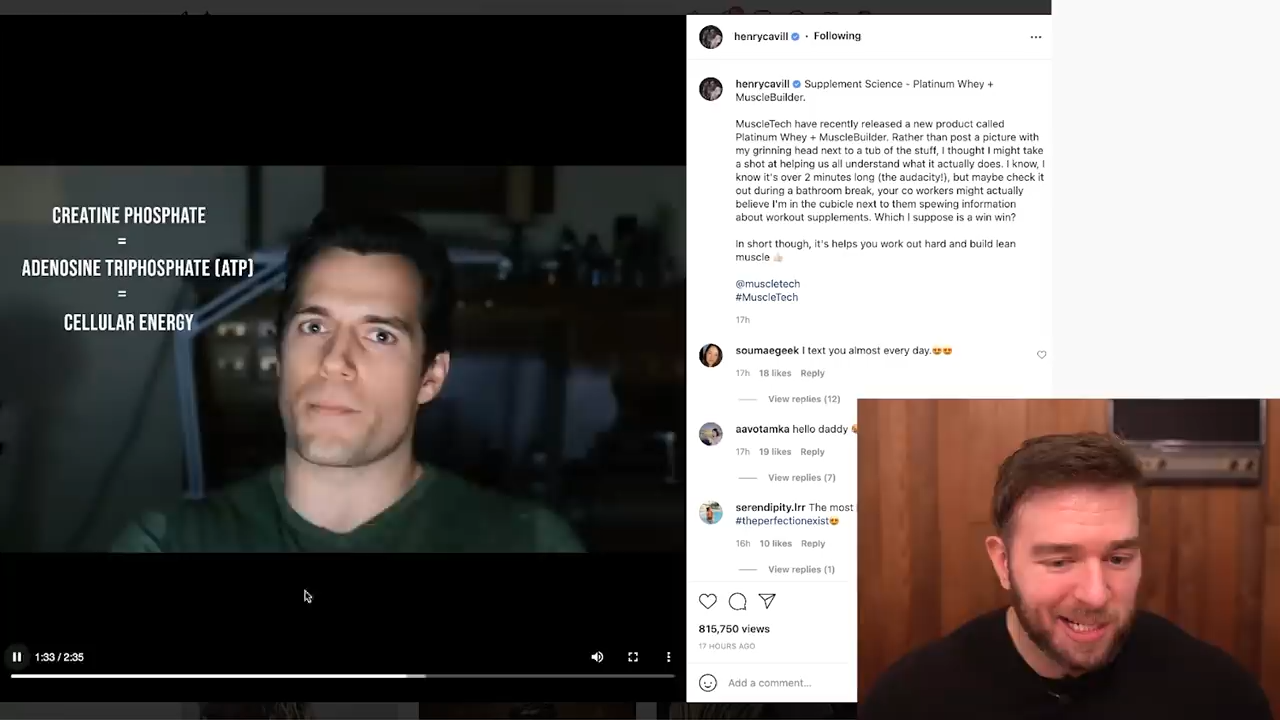 CREATINE PHOSPHATE
=
ADENOSINE TRIPHOSPHATE (ATP)
=
CELLULAR ENERGY
1:33 / 2:35
henrycavill • Following
henrycavill Supplement Science - Platinum Whey +
MuscleBuilder.
MuscleTech have recently released a new product called
Platinum Whey + MuscleBuilder. Rather than post a picture with
my grinning head next to a tub of the stuff, I thought I might take
a shot at helping us all understand what it actually does. I know, I
know it's over 2 minutes long (the audacity!), but maybe check it
out during a bathroom break, your co workers might actually
believe I'm in the cubicle next to them spewing information
about workout supplements. Which I suppose is a win win?
In short though, it's helps you work out hard and build lean
muscle 👍🏻
@muscletech
#MuscleTech
17h
soumaegeek I text you almost every day.😍😍
17h 18 likes Reply
View replies (12)
aavotamka hello daddy
17h 19 likes Reply
View replies (7)
serendipity.lrr The most
#theperfectionexist😍
16h 10 likes Reply
View replies (1)
815,750 views
17 HOURS AGO
Add a comment...